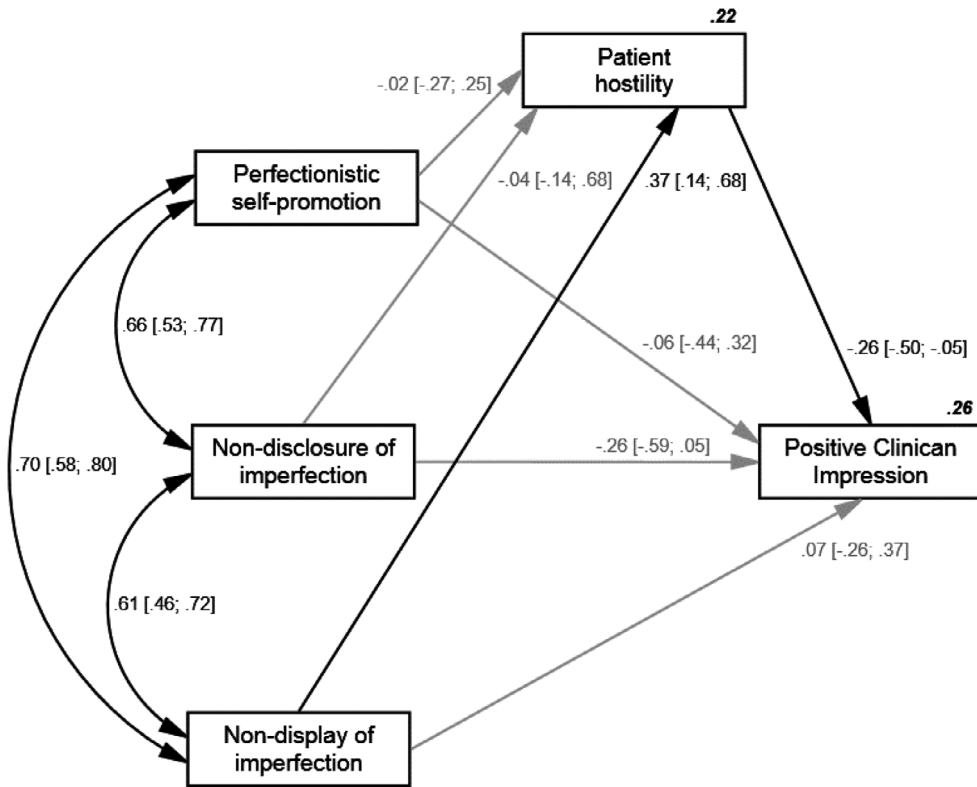 .22
Patient
hostility
-.02 [-.27; .25]
Perfectionistic
self-promotion
-.04 [-.14; .68]
.37 [.14; .68]
.66 [.53; .77]
-.06 [-.44; .32]
-.26 [-.50; -.05]
.26
Non-disclosure of
imperfection
-.26 [-.59; .05]
Positive Clinican
Impression
.70 [.58; .80]
.07 [-.26; .37]
.61 [.46; .72]
Non-display of
imperfection